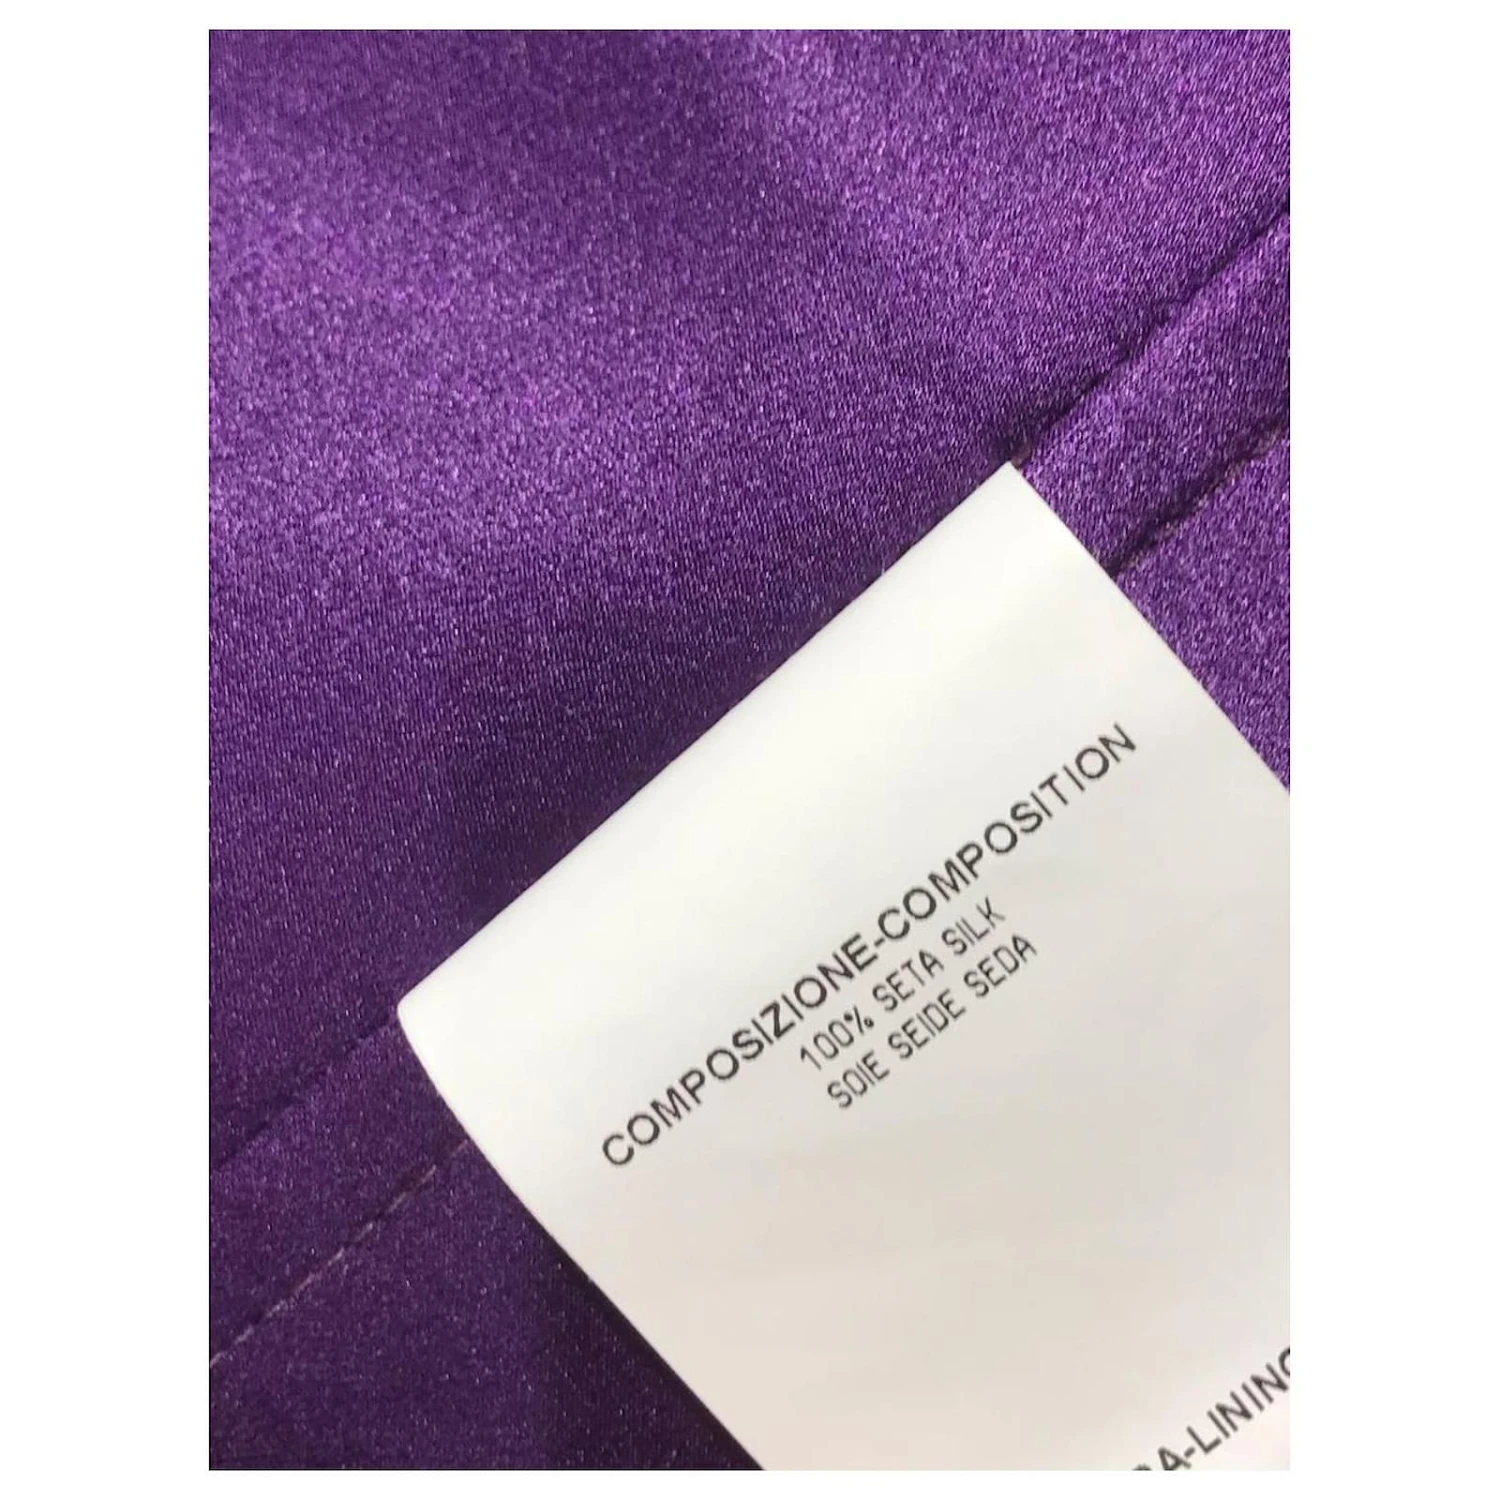 COMPOSIZIONE-COMPOSITION
100% SETA SILK
SOIE SEIDE SEDA